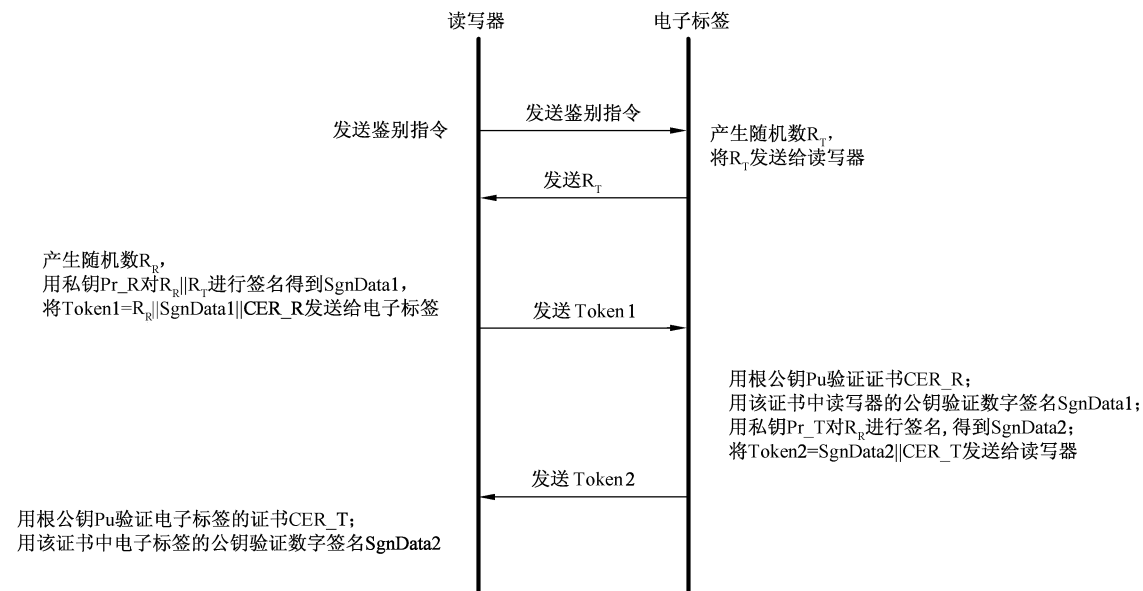 读写器
电子标签
发送鉴别指令
发送鉴别指令
产生随机数R_T，
将R_T发送给读写器
发送R_T
产生随机数R_R，
用私钥Pr_R对R_R||R_T进行签名得到SgnData1，
将Token1=R_R||SgnData1||CER_R发送给电子标签
发送Token1
用根公钥Pu验证证书CER_R；
用该证书中读写器的公钥验证数字签名SgnData1；
用私钥Pr_T对R_R进行签名,得到SgnData2；
将Token2=SgnData2||CER_T发送给读写器
发送Token2
用根公钥Pu验证电子标签的证书CER_T；
用该证书中电子标签的公钥验证数字签名SgnData2